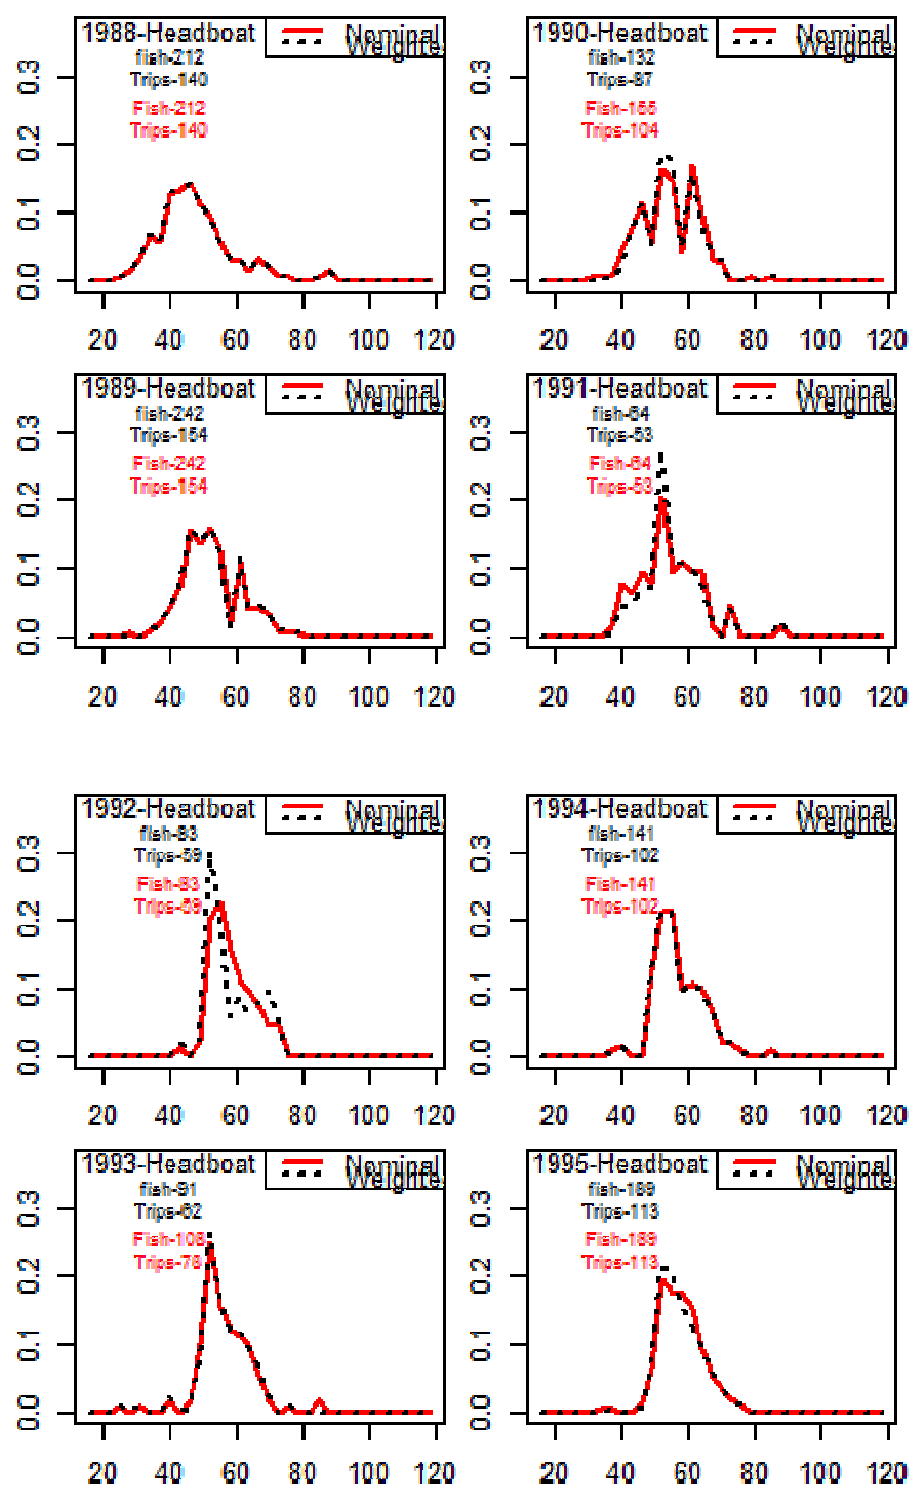 1988-Headboat
Nominal
Weighte
fish-212
Trips-140
Fish-212
Trips-140
0.0 0.1 0.2 0.3
20 40 60 80 100 120
1990-Headboat
Nominal
Weighte
fish-132
Trips-87
Fish-155
Trips-104
0.0 0.1 0.2 0.3
20 40 60 80 100 120
1989-Headboat
Nominal
Weighte
fish-242
Trips-154
Fish-242
Trips-154
0.0 0.1 0.2 0.3
20 40 60 80 100 120
1991-Headboat
Nominal
Weighte
fish-64
Trips-53
Fish-64
Trips-53
0.0 0.1 0.2 0.3
20 40 60 80 100 120
1992-Headboat
Nominal
Weighte
fish-83
Trips-59
Fish-83
Trips-59
0.0 0.1 0.2 0.3
20 40 60 80 100 120
1994-Headboat
Nominal
Weighte
fish-141
Trips-102
Fish-141
Trips-102
0.0 0.1 0.2 0.3
20 40 60 80 100 120
1993-Headboat
Nominal
Weighte
fish-91
Trips-62
Fish-108
Trips-76
0.0 0.1 0.2 0.3
20 40 60 80 100 120
1995-Headboat
Nominal
Weighte
fish-189
Trips-113
Fish-189
Trips-113
0.0 0.1 0.2 0.3
20 40 60 80 100 120